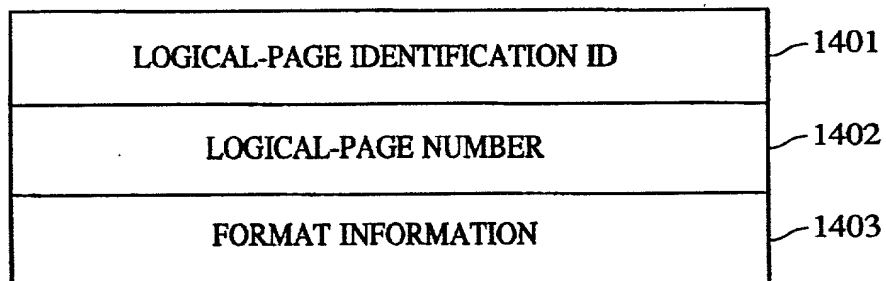 LOGICAL-PAGE IDENTIFICATION ID 1401
LOGICAL-PAGE NUMBER 1402
FORMAT INFORMATION 1403